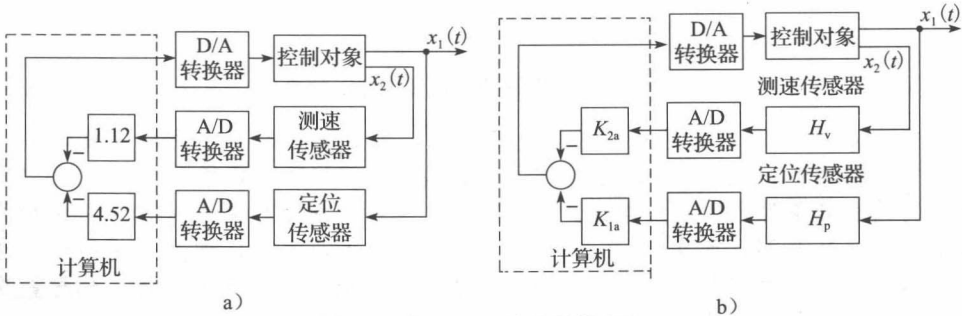 D/A
转换器
控制对象
x₁(t)
x₂(t)
1.12
A/D
转换器
测速
传感器
4.52
A/D
转换器
定位
传感器
计算机
a)
D/A
转换器
控制对象
x₁(t)
x₂(t)
测速传感器
K₂ₐ
A/D
转换器
Hᵥ
定位传感器
K₁ₐ
A/D
转换器
Hₚ
计算机
b)